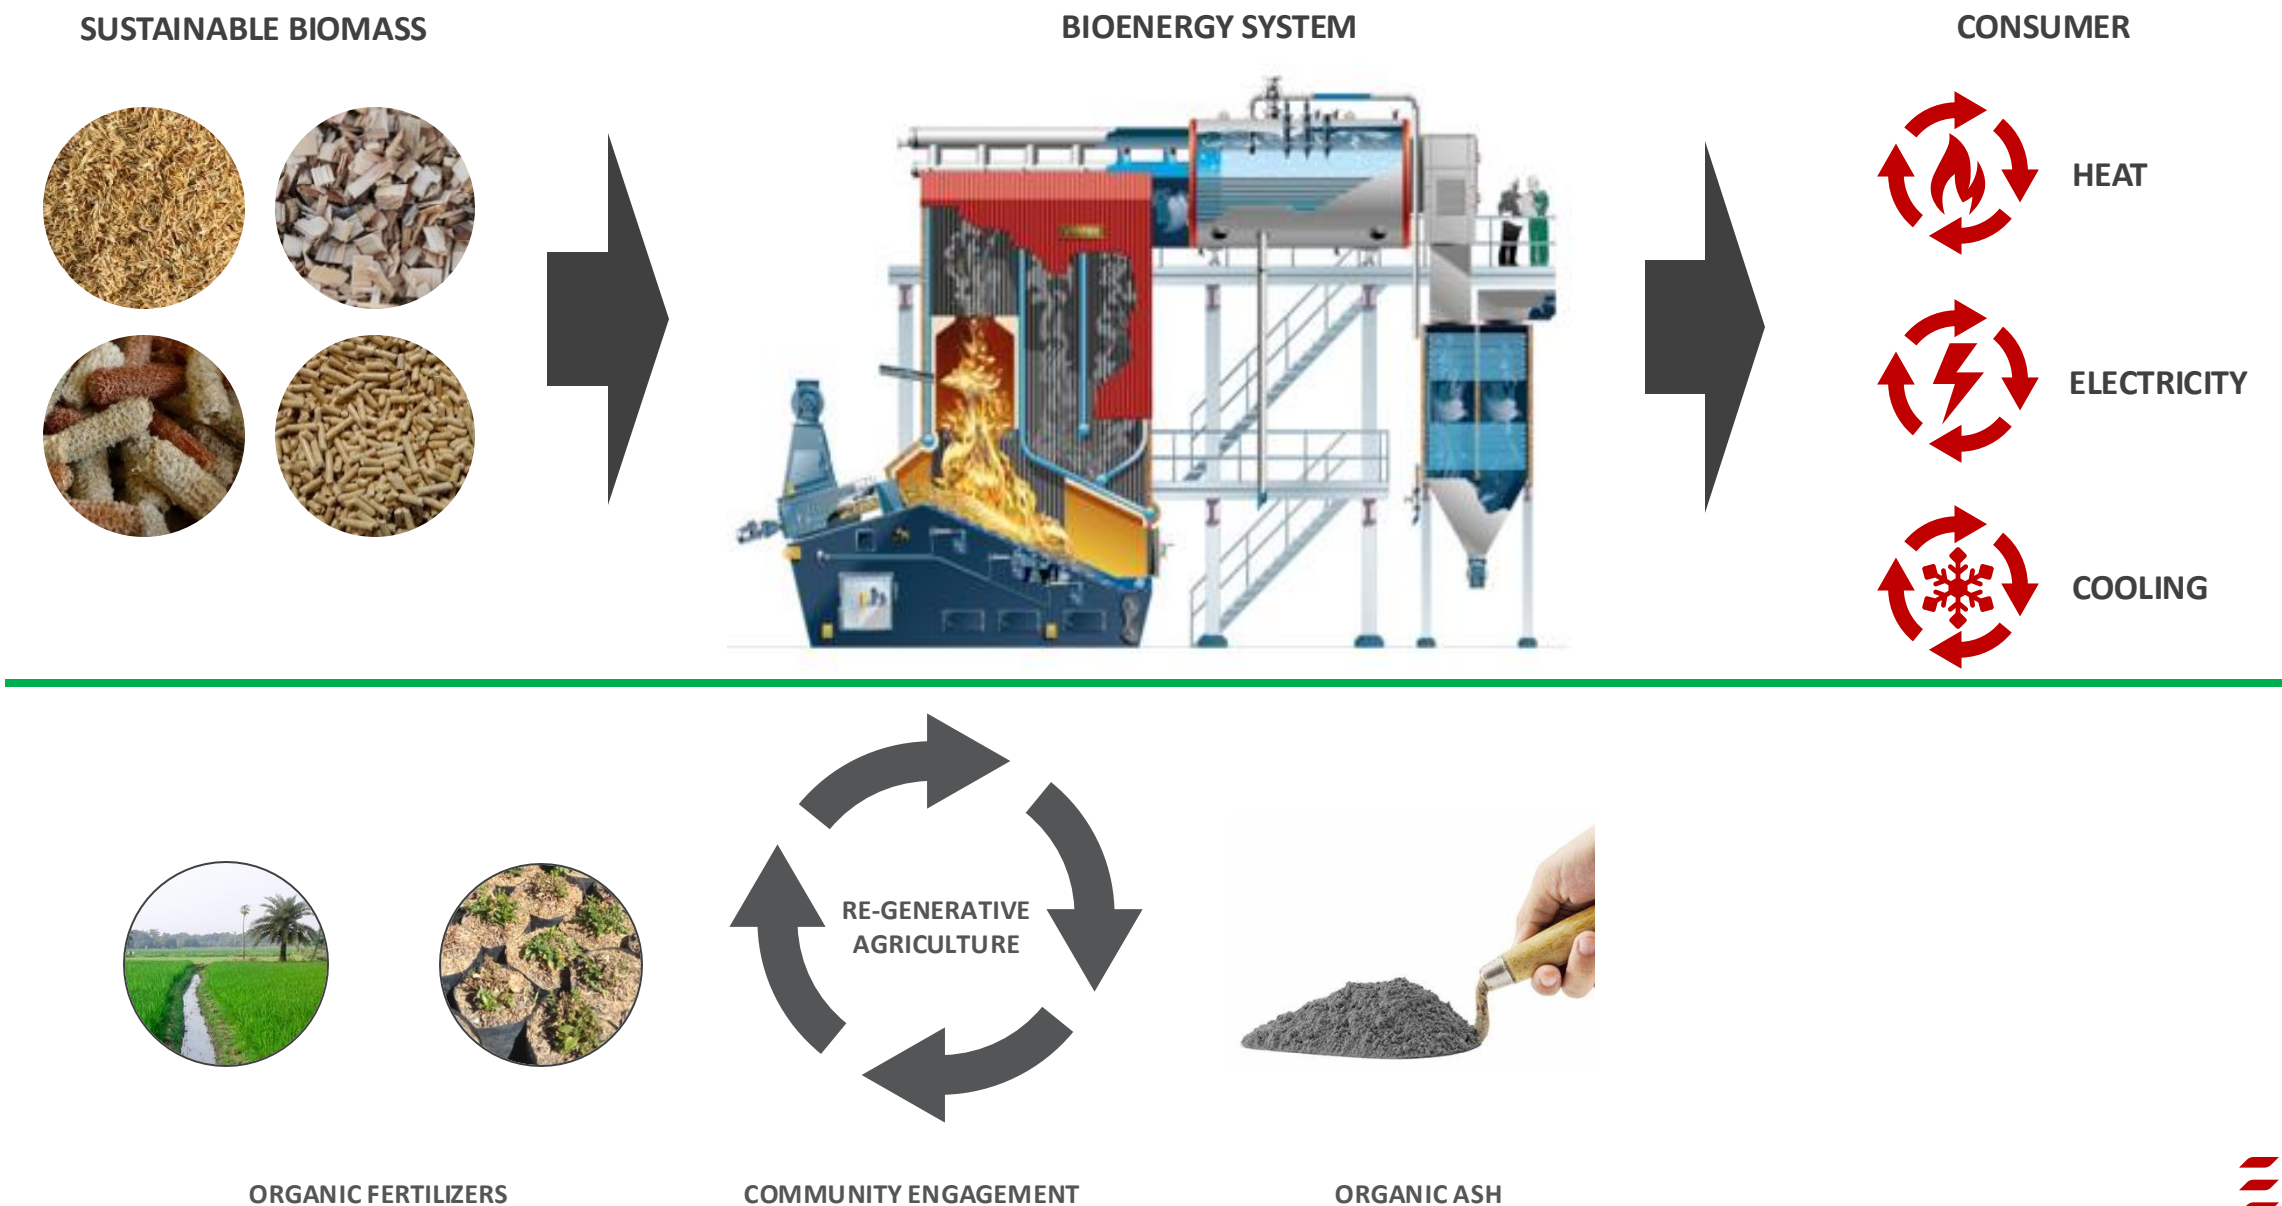 SUSTAINABLE BIOMASS
BIOENERGY SYSTEM
CONSUMER
HEAT
ELECTRICITY
COOLING
RE-GENERATIVE
AGRICULTURE
ORGANIC FERTILIZERS
COMMUNITY ENGAGEMENT
ORGANIC ASH